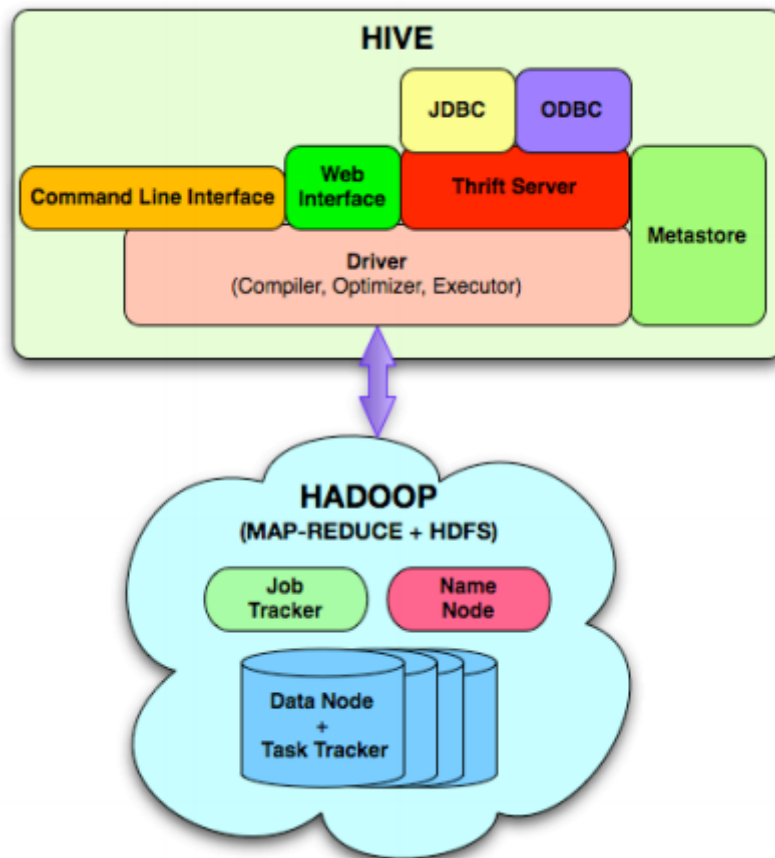 HIVE
JDBC
ODBC
Command Line Interface
Web
Interface
Thrift Server
Metastore
Driver
(Compiler, Optimizer, Executor)
HADOOP
(MAP-REDUCE + HDFS)
Job
Tracker
Name
Node
Data Node
+
Task Tracker